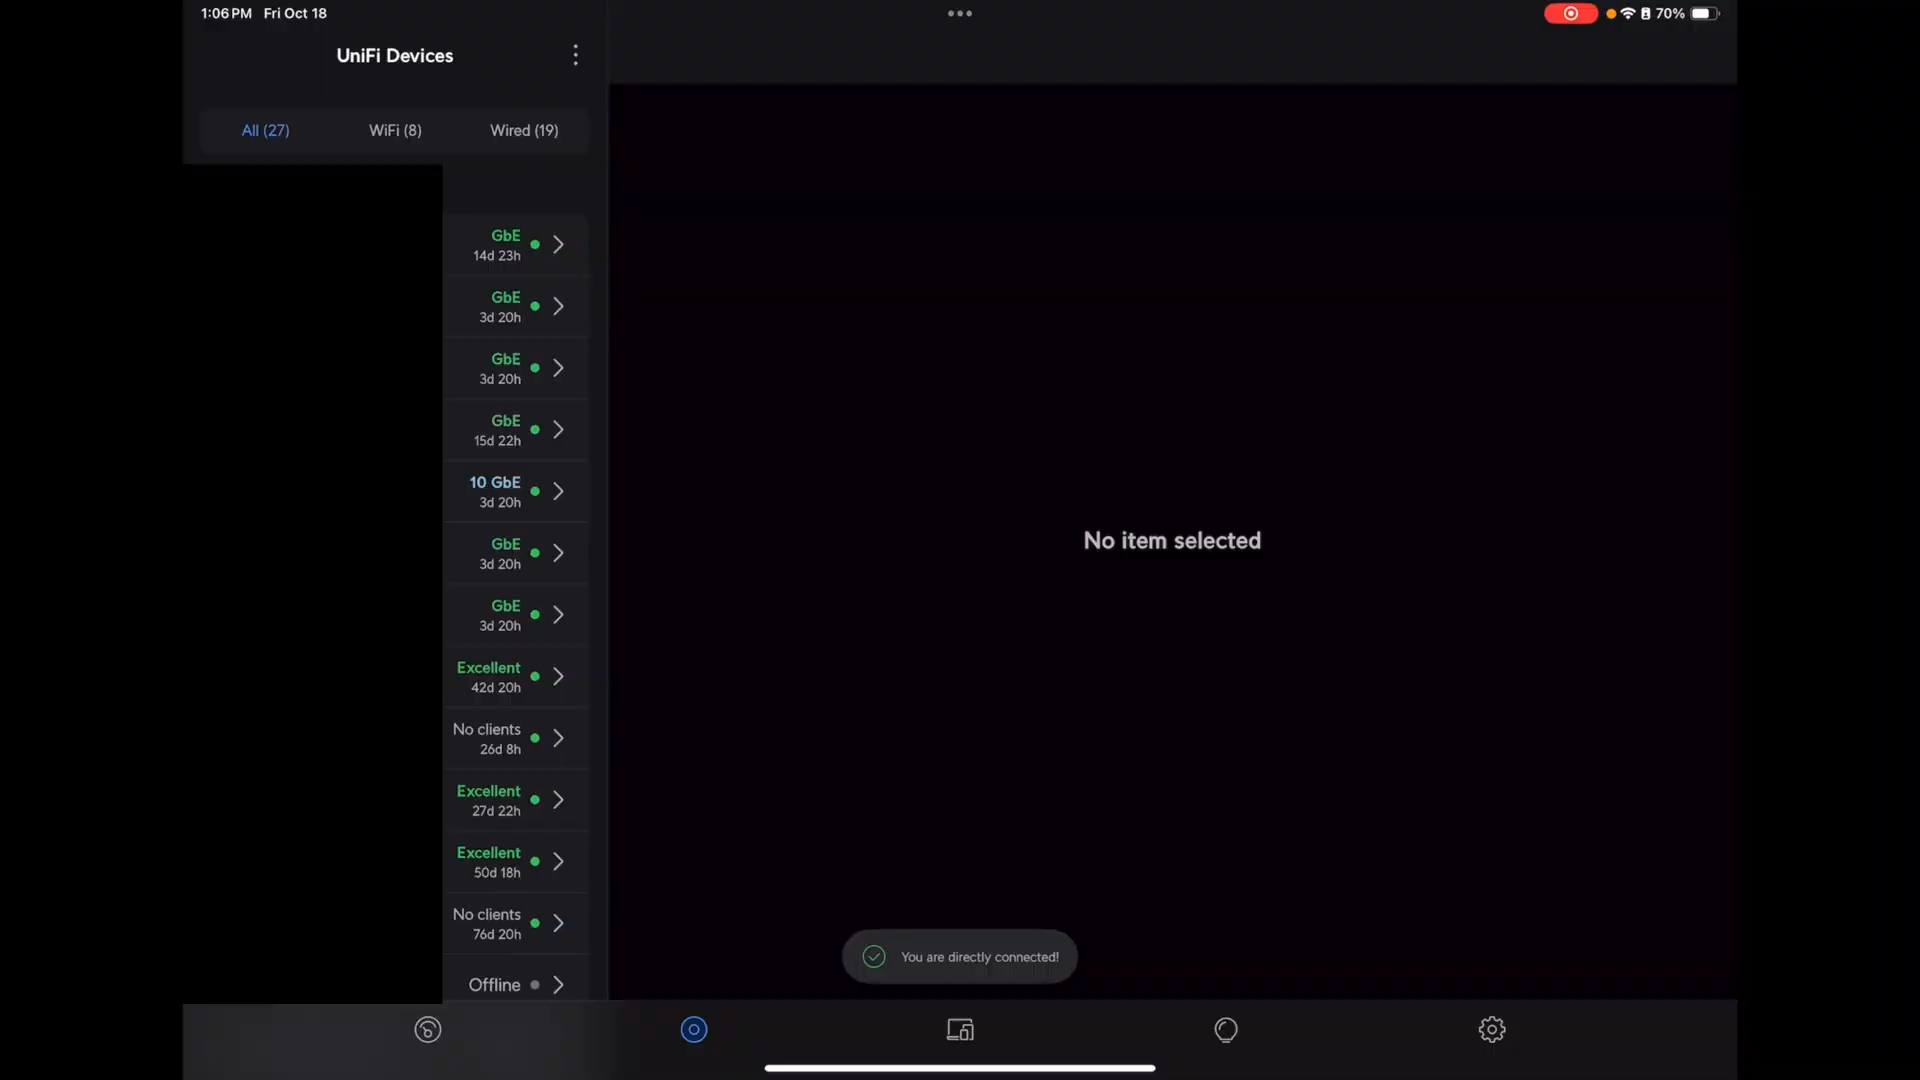 1:06 PM Fri Oct 18
70%
UniFi Devices
All (27) WiFi (8) Wired (19)
GbE
14d 23h
GbE
3d 20h
GbE
3d 20h
GbE
15d 22h
10 GbE
3d 20h
GbE
3d 20h
GbE
3d 20h
Excellent
42d 20h
No clients
26d 8h
Excellent
27d 22h
Excellent
50d 18h
No clients
76d 20h
Offline
No item selected
You are directly connected!